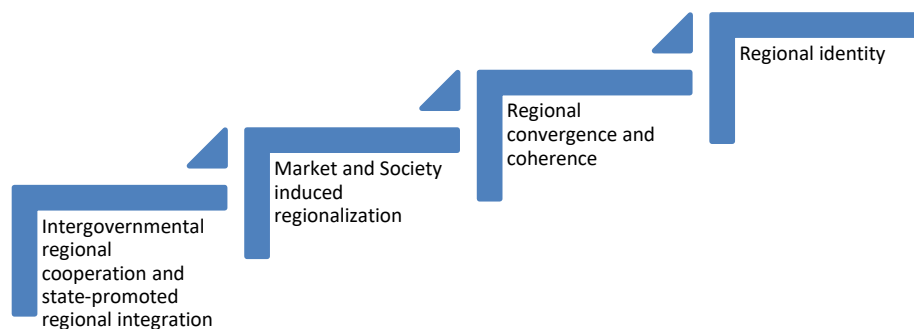 Intergovernmental
regional
cooperation and
state-promoted
regional integration
Market and Society
induced
regionalization
Regional
convergence and
coherence
Regional identity